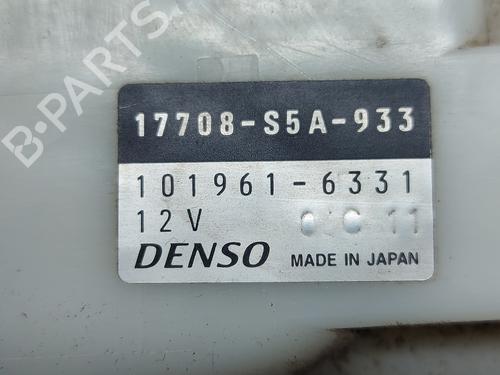 17708-S5A-933
101961-6331
12V
DENSO MADE IN JAPAN
B-Parts